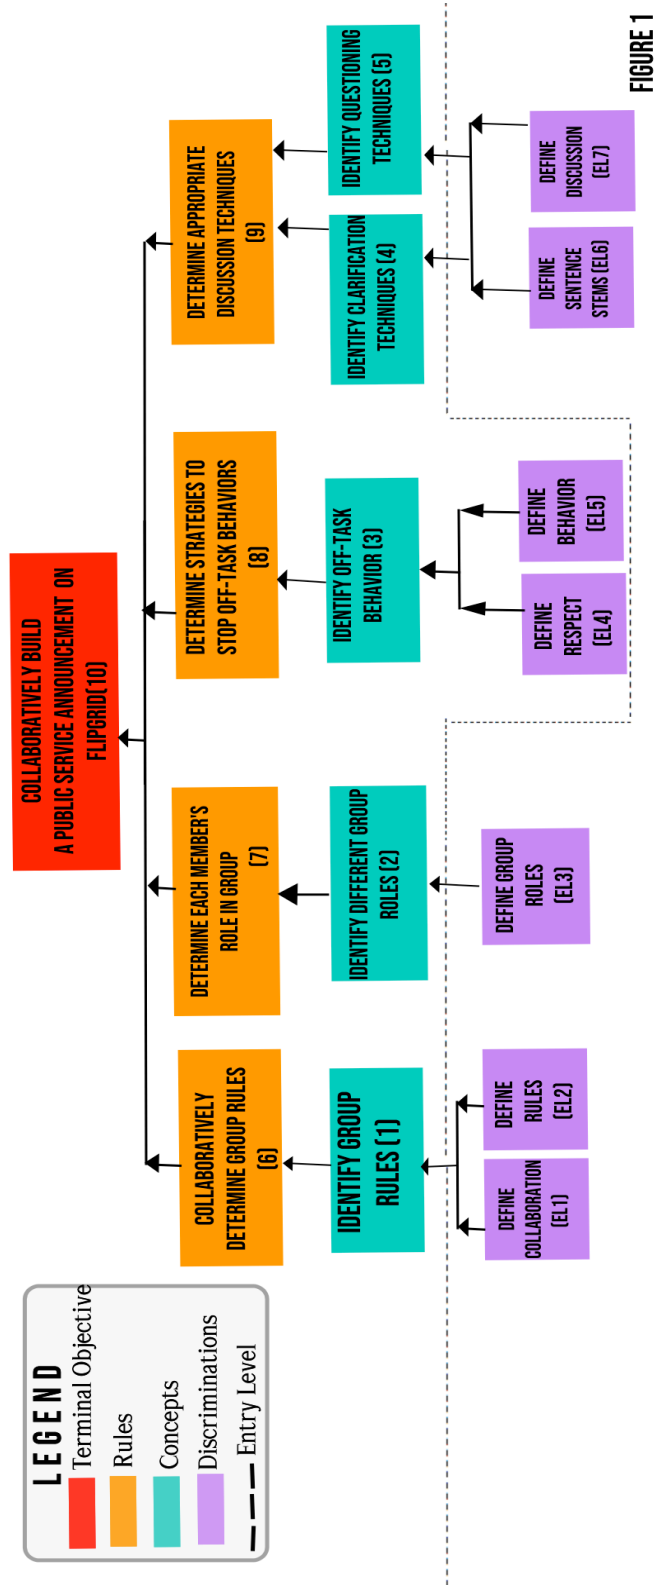 COLLABORATIVELY BUILD
A PUBLIC SERVICE ANNOUNCEMENT ON
FLIPGRID(10)
LEGEND
Terminal Objective
Rules
Concepts
Discriminations
Entry Level
COLLABORATIVELY
DETERMINE GROUP RULES
(6)
DETERMINE EACH MEMBER'S
ROLE IN GROUP
(7)
DETERMINE STRATEGIES TO
STOP OFF-TASK BEHAVIORS
(8)
DETERMINE APPROPRIATE
DISCUSSION TECHNIQUES
(9)
IDENTIFY GROUP
RULES (1)
IDENTIFY DIFFERENT GROUP
ROLES (2)
IDENTIFY OFF-TASK
BEHAVIOR (3)
IDENTIFY CLARIFICATION
TECHNIQUES (4)
IDENTIFY QUESTIONING
TECHNIQUES (5)
DEFINE
COLLABORATION
(EL1)
DEFINE
RULES
(EL2)
DEFINE GROUP
ROLES
(EL3)
DEFINE
RESPECT
(EL4)
DEFINE
BEHAVIOR
(EL5)
DEFINE
SENTENCE
STEMS (EL6)
DEFINE
DISCUSSION
(EL7)
FIGURE 1